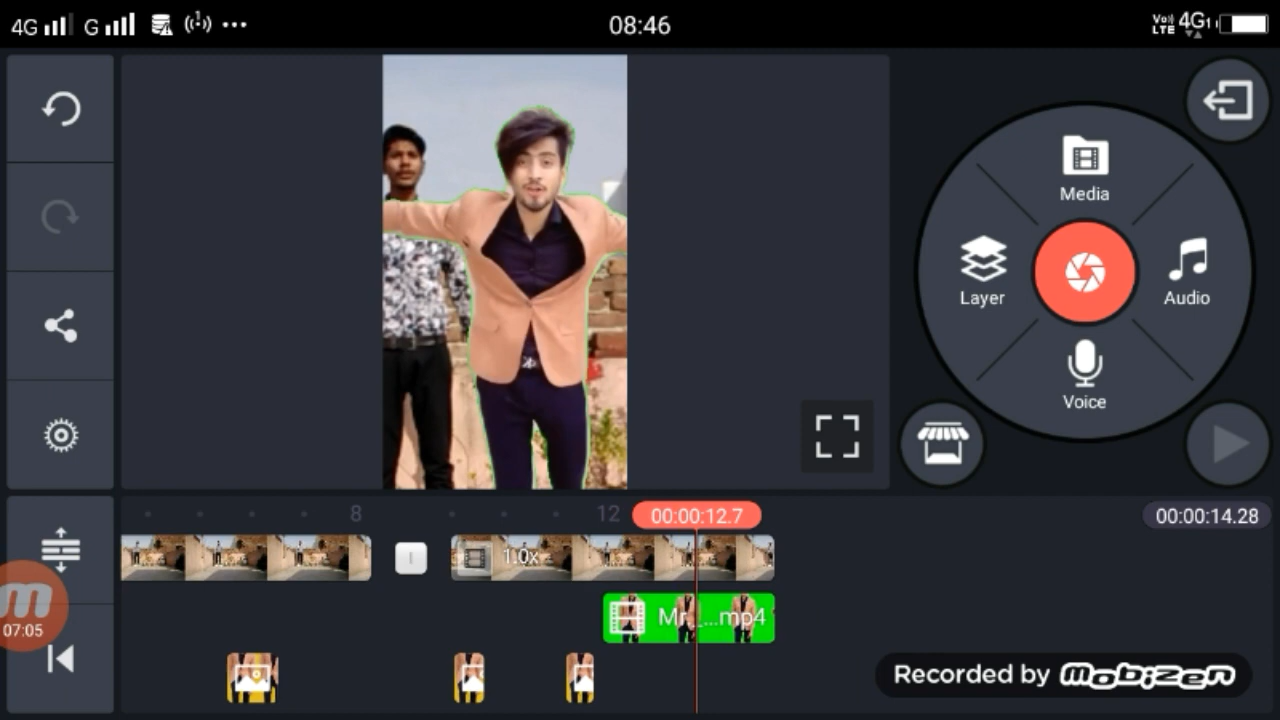 4G G 08:46 Vo)) LTE 4G
Media
Layer
Audio
Voice
8 12 00:00:12.7 00:00:14.28
1.0x
Mr_...mp4
07:05
Recorded by mobizen